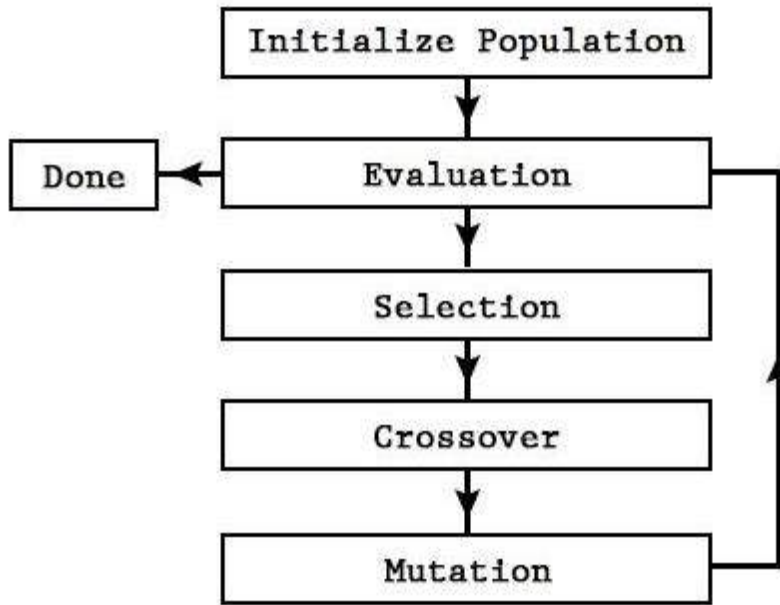 Initialize Population
Done
Evaluation
Selection
Crossover
Mutation